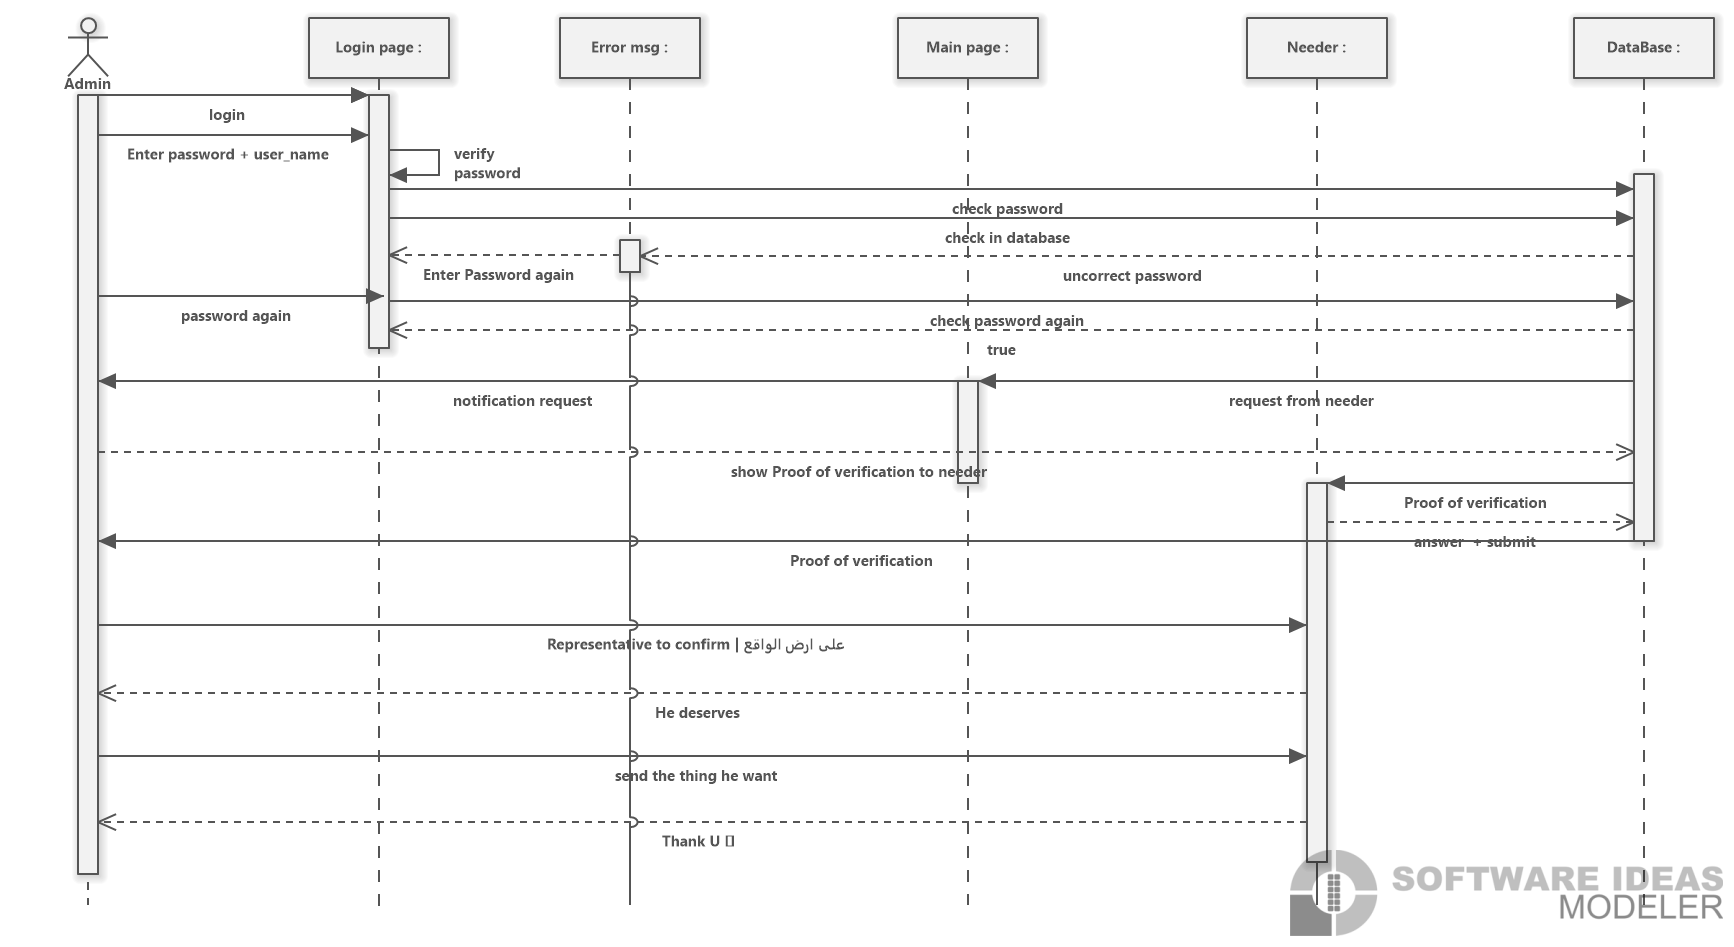 Login page :
Error msg :
Main page :
Needer :
DataBase :
Admin
login
Enter password + user_name
verify
password
check password
check in database
Enter Password again
uncorrect password
password again
check password again
true
notification request
request from needer
show Proof of verification to needer
Proof of verification
answer + submit
Proof of verification
Representative to confirm | على ارض الواقع
He deserves
send the thing he want
Thank U
SOFTWARE IDEAS
MODELER